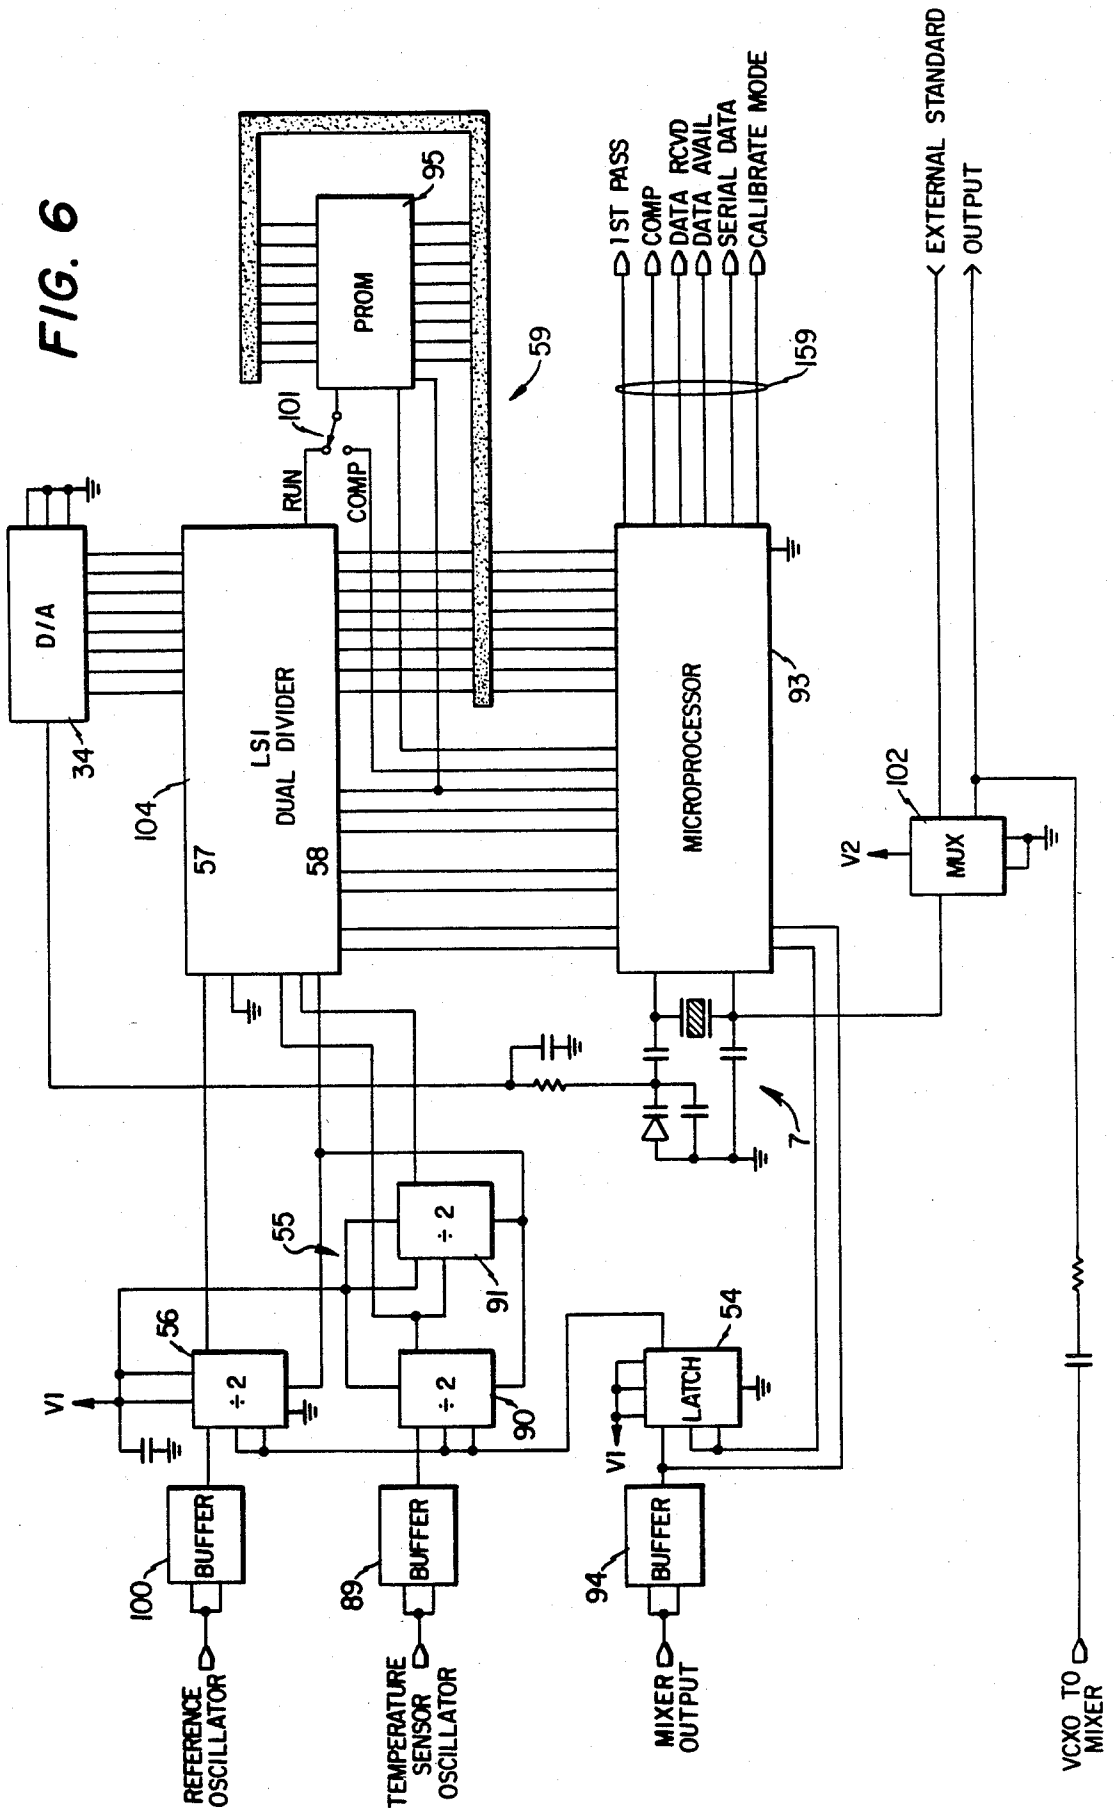 FIG. 6
D/A
34
104
LSI
DUAL DIVIDER
57
58
RUN
COMP
101
PROM
95
59
1ST PASS
COMP
DATA RCVD
DATA AVAIL
SERIAL DATA
CALIBRATE MODE
159
MICROPROCESSOR
93
EXTERNAL STANDARD
OUTPUT
102
V2
MUX
7
V1
56
÷2
55
÷2
91
÷2
90
54
LATCH
V1
100
BUFFER
89
BUFFER
94
BUFFER
REFERENCE
OSCILLATOR
TEMPERATURE
SENSOR
OSCILLATOR
MIXER
OUTPUT
VCXO TO
MIXER